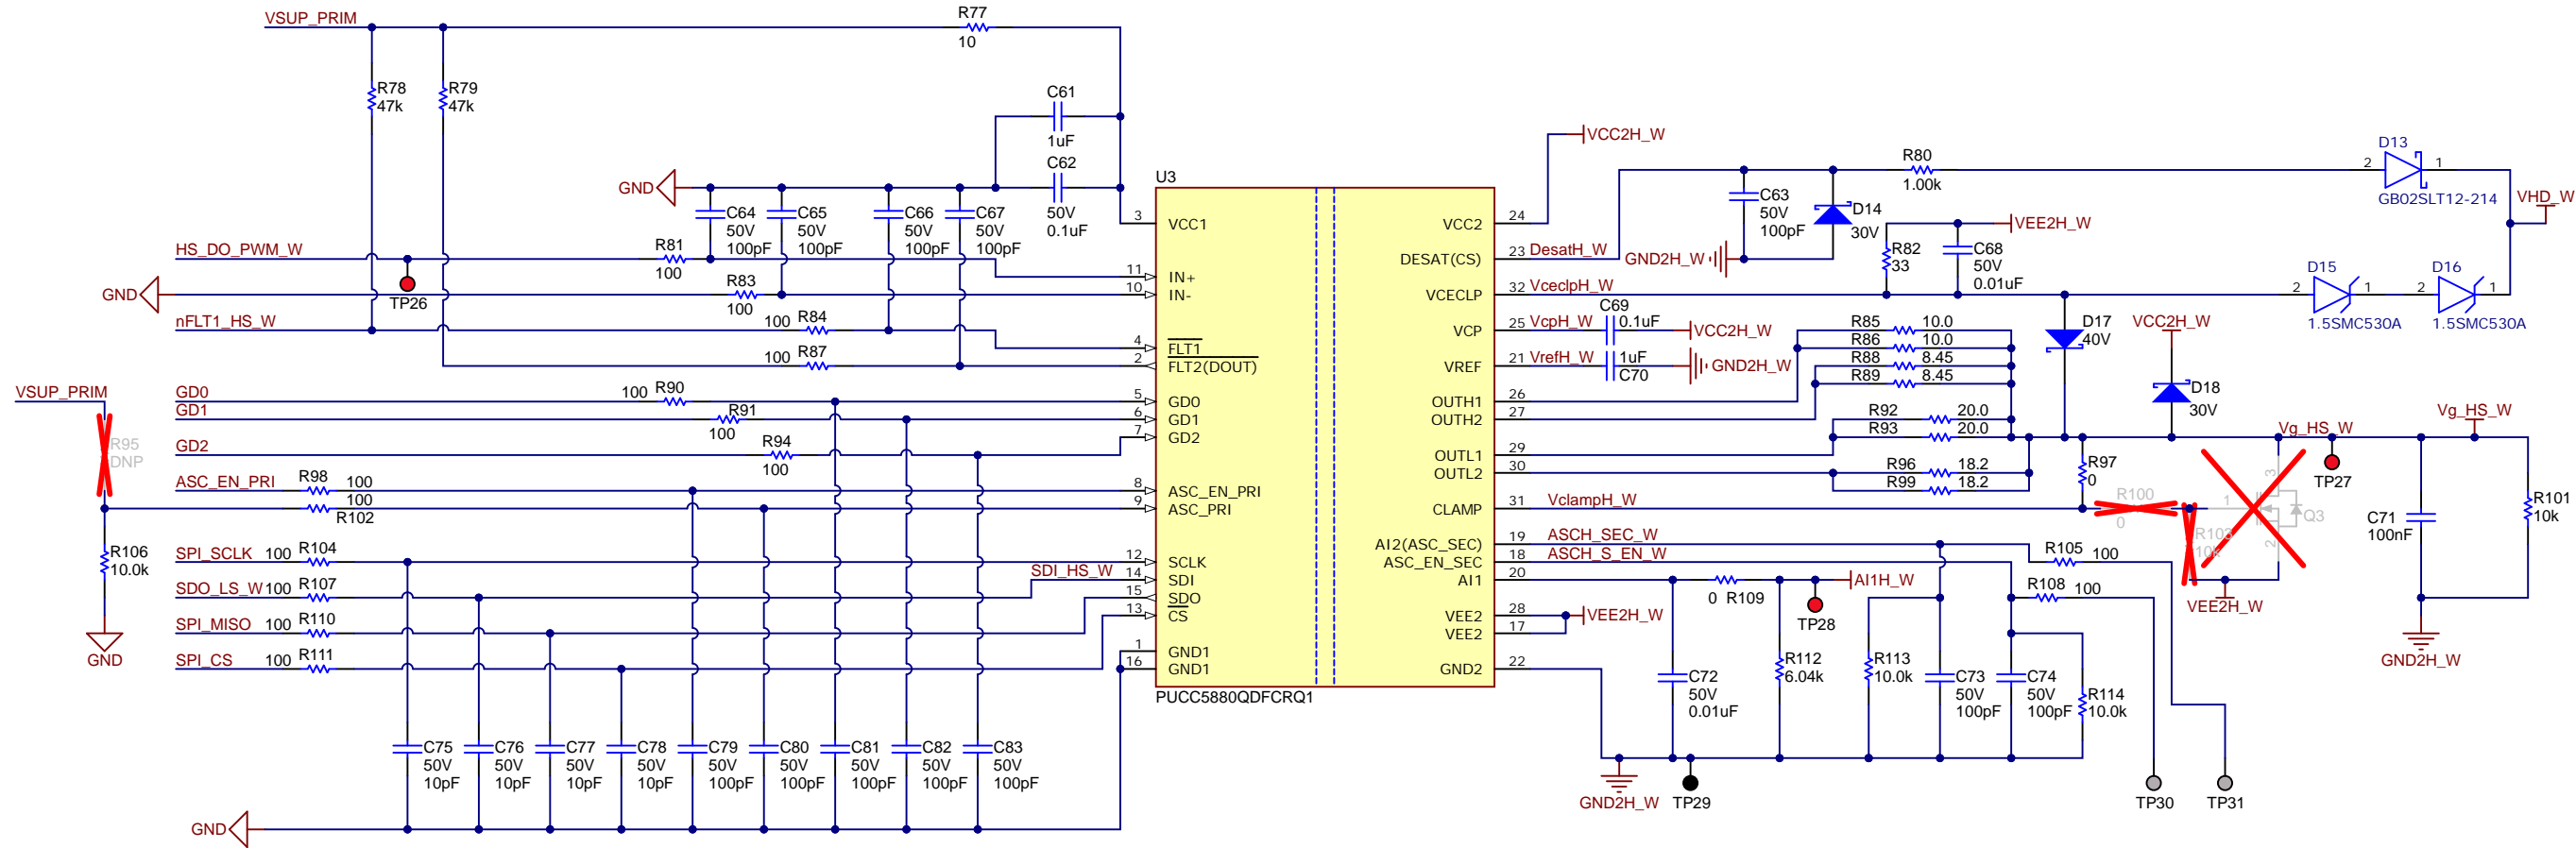 VSUP_PRIM
R77
10
R78
47k
R79
47k
C61
1uF
C62
50V
0.1uF
GND
C64
50V
100pF
C65
50V
100pF
C66
50V
100pF
C67
50V
100pF
HS_DO_PWM_W
R81
100
TP26
GND
R83
100
nFLT1_HS_W
100
R84
100
R87
VSUP_PRIM
R95
DNP
GD0
100
R90
GD1
R91
100
GD2
R94
100
ASC_EN_PRI
R98
100
100
R102
R106
10.0k
GND
SPI_SCLK
100
R104
SDO_LS_W
100
R107
SDI_HS_W
SPI_MISO
100
R110
SPI_CS
100
R111
C75
50V
10pF
C76
50V
10pF
C77
50V
10pF
C78
50V
10pF
C79
50V
100pF
C80
50V
100pF
C81
50V
100pF
C82
50V
100pF
C83
50V
100pF
GND
U3
3
VCC1
11
IN+
10
IN-
4
FLT1
2
FLT2(DOUT)
5
GD0
6
GD1
7
GD2
8
ASC_EN_PRI
9
ASC_PRI
12
SCLK
14
SDI
15
SDO
13
CS
1
GND1
16
GND1
VCC2
24
DESAT(CS)
23
VCECLP
32
VCP
25
VREF
21
OUTH1
26
OUTH2
27
OUTL1
29
OUTL2
30
CLAMP
31
AI2(ASC_SEC)
19
ASC_EN_SEC
18
AI1
20
VEE2
28
VEE2
17
GND2
22
PUCC5880QDFCRQ1
VCC2H_W
DesatH_W
VceclpH_W
VcpH_W
C69
0.1uF
VCC2H_W
VrefH_W
1uF
C70
GND2H_W
C63
50V
100pF
D14
30V
GND2H_W
R80
1.00k
R82
33
C68
50V
0.01uF
VEE2H_W
D13
2
1
GB02SLT12-214
VHD_W
D15
2
1
1.5SMC530A
D16
2
1
1.5SMC530A
R85
10.0
R86
10.0
R88
8.45
R89
8.45
R92
20.0
R93
20.0
R96
18.2
R99
18.2
D17
40V
VCC2H_W
D18
30V
VclampH_W
R97
0
R100
0
R103
10k
1
3
2
Q3
VEE2H_W
Vg_HS_W
TP27
Vg_HS_W
C71
100nF
R101
10k
GND2H_W
ASCH_SEC_W
ASCH_S_EN_W
R105
100
R108
100
0
R109
AI1H_W
TP28
VEE2H_W
C72
50V
0.01uF
R112
6.04k
R113
10.0k
C73
50V
100pF
C74
50V
100pF
R114
10.0k
GND2H_W
TP29
TP30
TP31